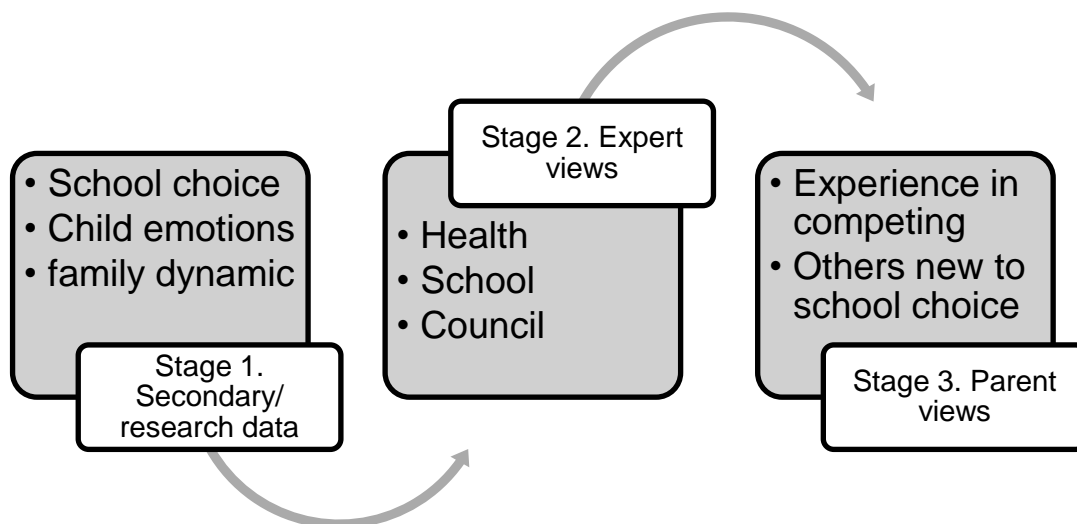 • School choice
• Child emotions
• family dynamic
Stage 1.
Secondary/
research data
Stage 2. Expert
views
• Health
• School
• Council
• Experience in
competing
• Others new to
school choice
Stage 3. Parent
views